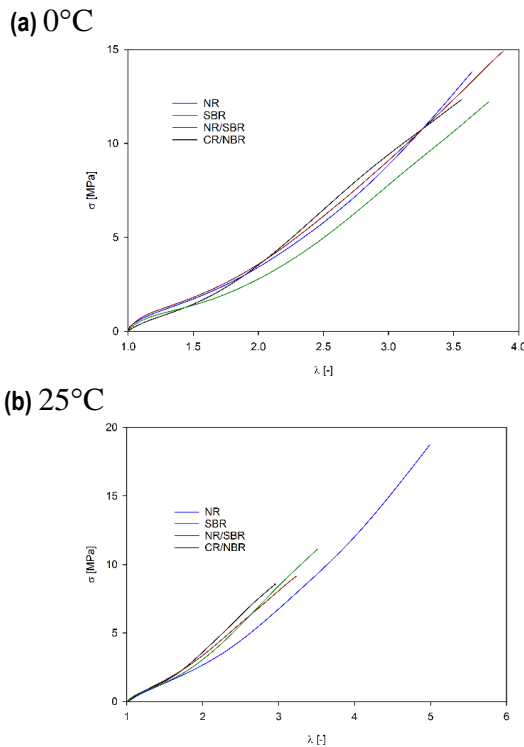 (a) 0°C
15
NR
SBR
NR/SBR
CR/NBR
10
σ [MPa]
5
0
1.0 1.5 2.0 2.5 3.0 3.5 4.0
λ [-]
(b) 25°C
20
15
NR
SBR
NR/SBR
CR/NBR
σ [MPa]
10
5
0
1 2 3 4 5 6
λ [-]